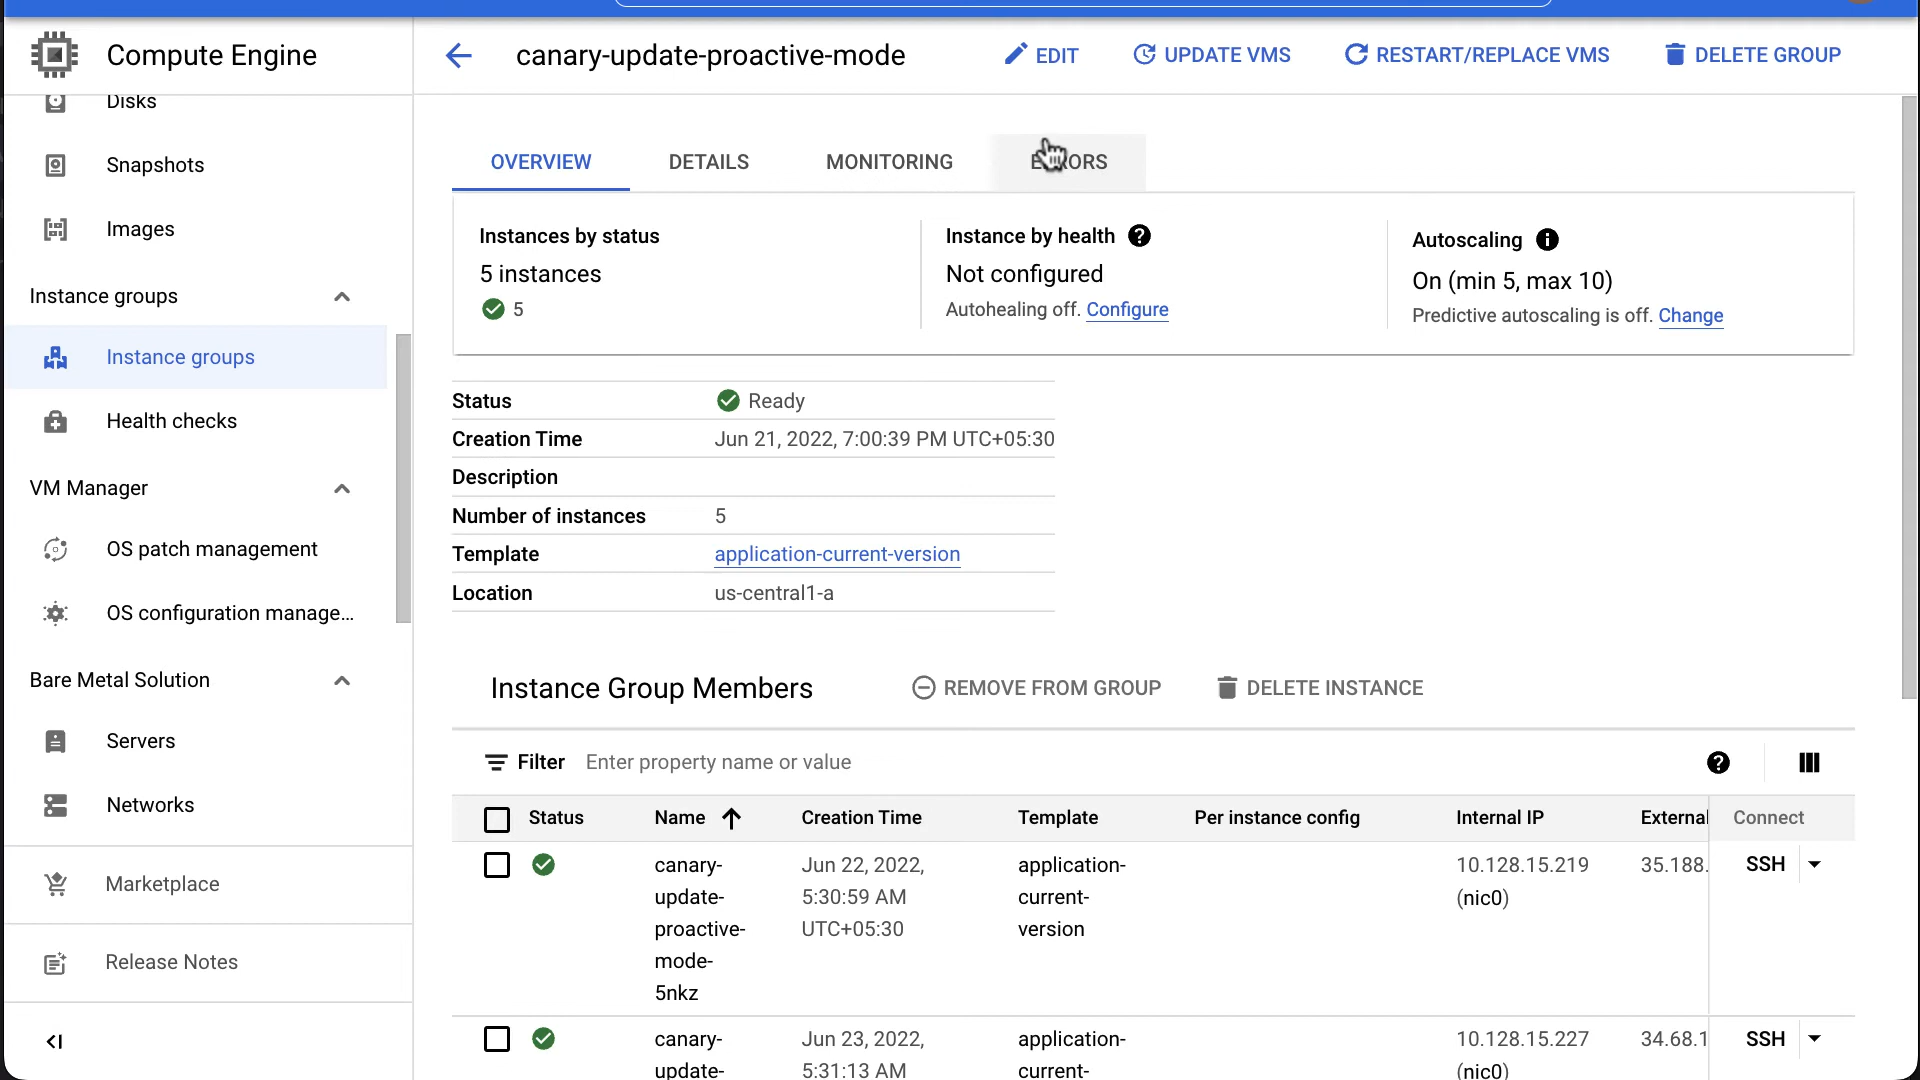 Compute Engine
canary-update-proactive-mode
EDIT
UPDATE VMS
RESTART/REPLACE VMS
DELETE GROUP
Disks
Snapshots
Images
Instance groups
Instance groups
Health checks
VM Manager
OS patch management
OS configuration manage...
Bare Metal Solution
Servers
Networks
Marketplace
Release Notes
OVERVIEW
DETAILS
MONITORING
ERRORS
Instances by status
5 instances
5
Instance by health
Not configured
Autohealing off. Configure
Autoscaling
On (min 5, max 10)
Predictive autoscaling is off. Change
Status Ready
Creation Time Jun 21, 2022, 7:00:39 PM UTC+05:30
Description
Number of instances 5
Template application-current-version
Location us-central1-a
Instance Group Members
REMOVE FROM GROUP
DELETE INSTANCE
Filter Enter property name or value
Status Name Creation Time Template Per instance config Internal IP External Connect
canary- Jun 22, 2022, application- 10.128.15.219 35.188. SSH
update- 5:30:59 AM current- (nic0)
proactive- UTC+05:30 version
mode-
5nkz
canary- Jun 23, 2022, application- 10.128.15.227 34.68.1 SSH
update- 5:31:13 AM current- (nic0)